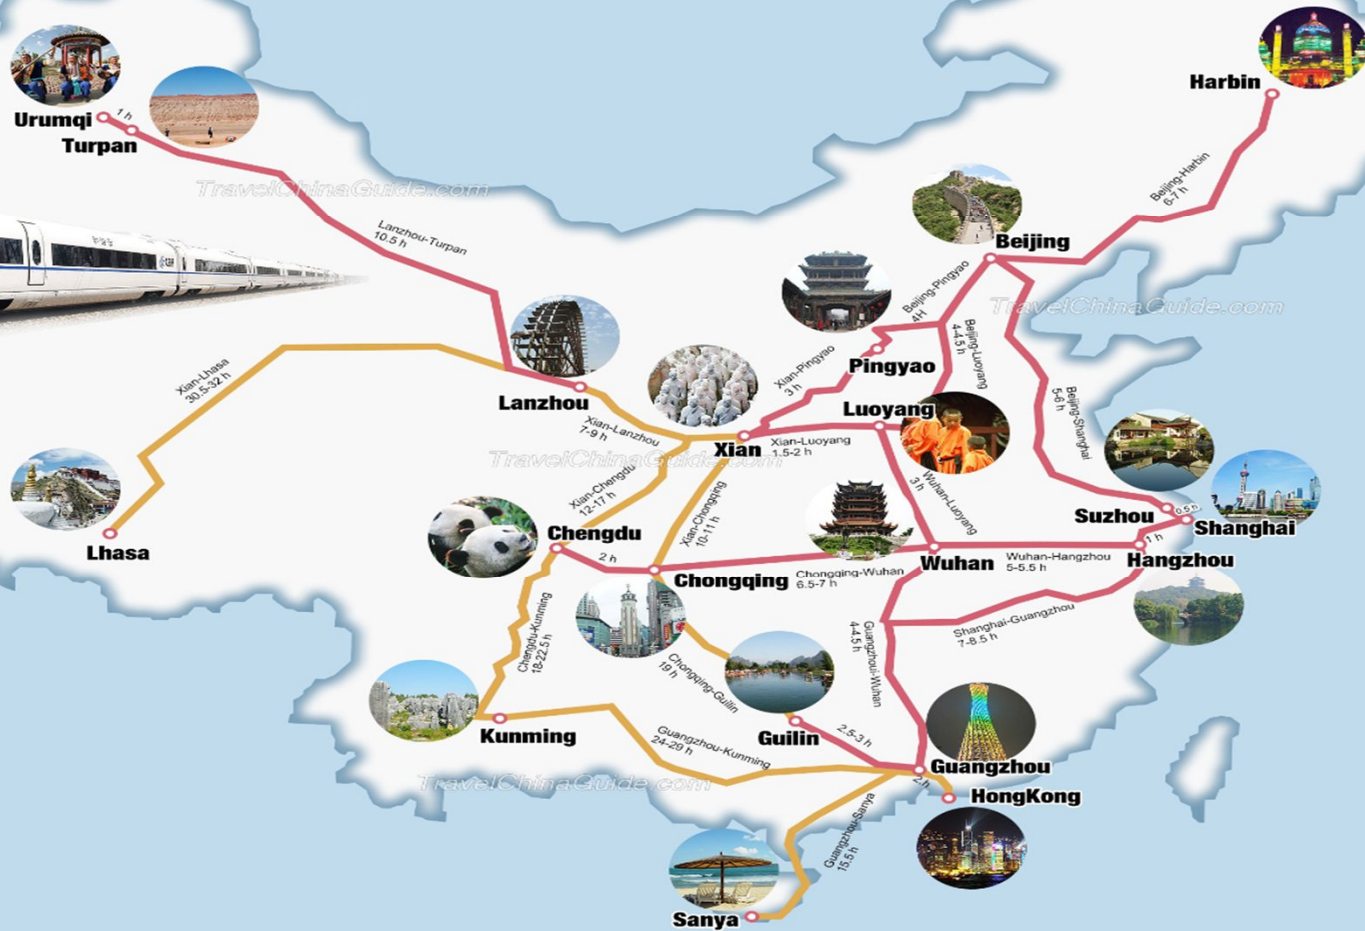 Harbin
Urumqi
1 h
Turpan
Beijing-Harbin
6-7 h
TravelChinaGuide.com
Lanzhou-Turpan
10.5 h
Beijing
Beijing-Pingyao
4H
TravelChinaGuide.com
Beijing-Luoyang
4-4.5 h
Pingyao
Xian-Pingyao
3 h
Xian-Lhasa
30.5-32 h
Lanzhou
Luoyang
Beijing-Shanghai
5-6 h
Xian-Lanzhou
7-9 h
Xian
Xian-Luoyang
1.5-2 h
TravelChinaGuide.com
Xian-Chengdu
12-17 h
Xian-Chongqing
10-11 h
Wuhan-Luoyang
3 h
Suzhou
0.5 h
Shanghai
Chengdu
Lhasa
2 h
1 h
Wuhan
Wuhan-Hangzhou
5-5.5 h
Hangzhou
Chongqing
Chongqing-Wuhan
6.5-7 h
Chengdu-Kunming
18-22.5 h
Shanghai-Guangzhou
7-8.5 h
Guangzhoui-Wuhan
4-4.5 h
Chongqing-Guilin
19 h
Kunming
Guilin
2.5-3 h
Guangzhou-Kunming
24-29 h
Guangzhou
2 h
HongKong
TravelChinaGuide.com
Guangzhou-Sanya
15.5 h
Sanya